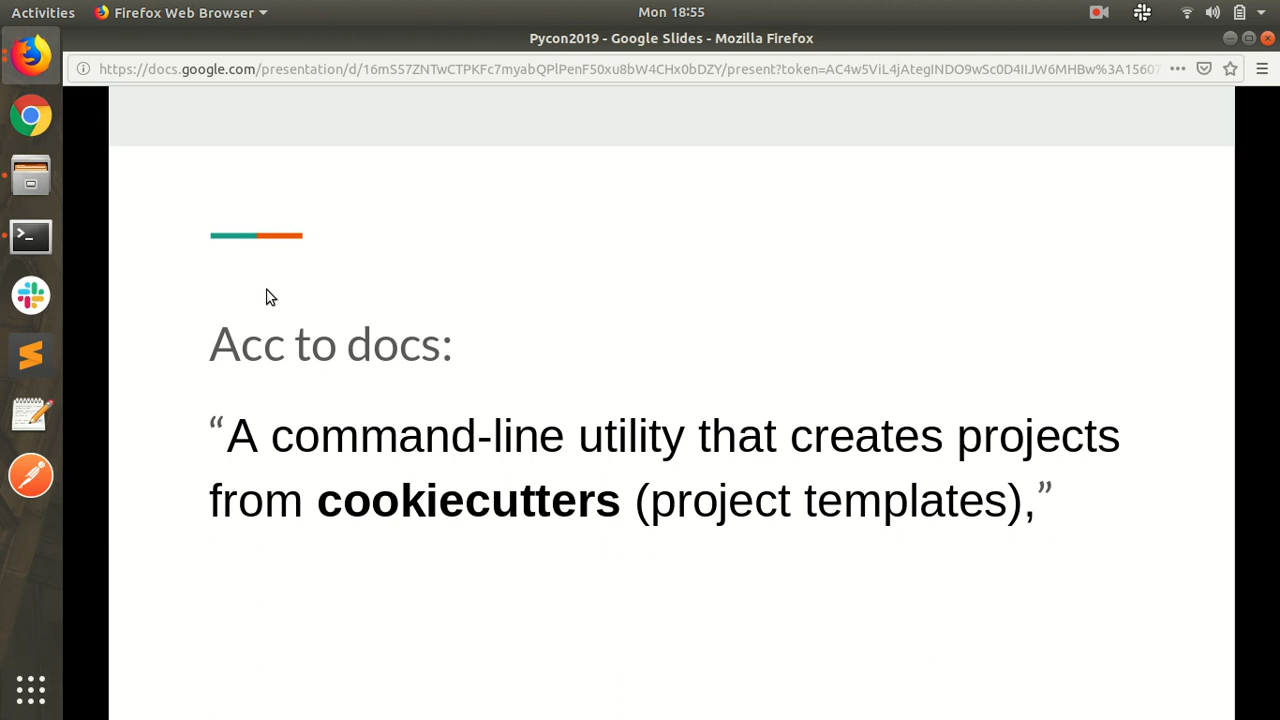 Activities Firefox Web Browser Mon 18:55
Pycon2019 - Google Slides - Mozilla Firefox
https://docs.google.com/presentation/d/16mS57ZNTwCTPKFc7myabQPlPenF50xu8bW4CHx0bDZY/present?token=AC4w5ViL4jAtegINDO9wSc0D4IIJW6MHBw%3A15607
Acc to docs:
“A command-line utility that creates projects
from cookiecutters (project templates),”